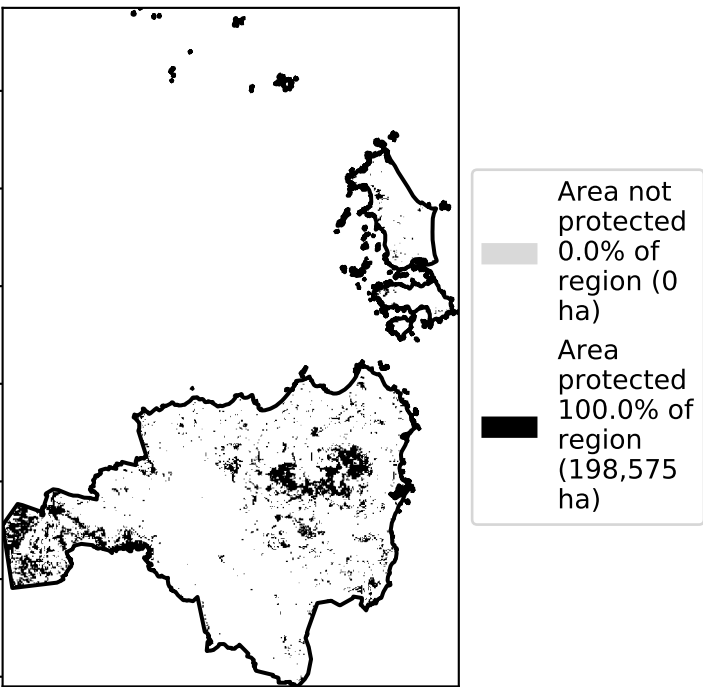 Area not
protected
0.0% of
region (0
ha)
Area
protected
100.0% of
region
(198,575
ha)